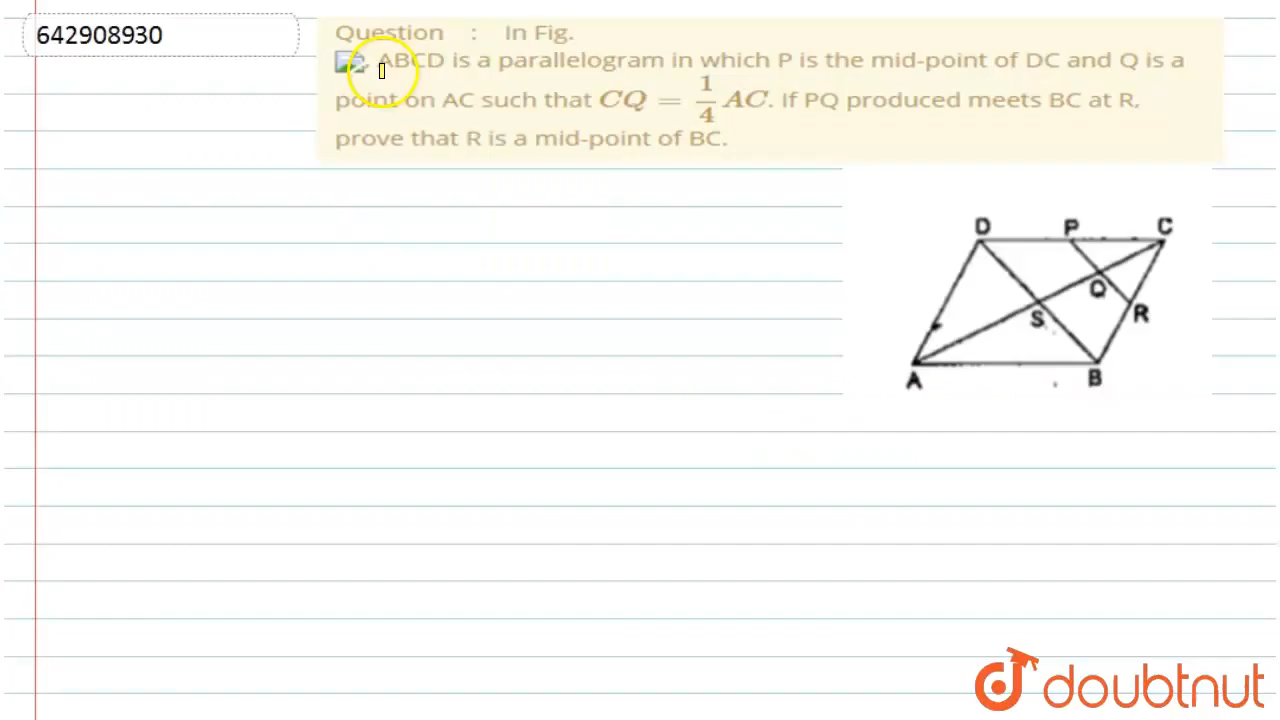 642908930
Question : In Fig.
, ABCD is a parallelogram in which P is the mid-point of DC and Q is a
point on AC such that CQ = 1/4 AC. If PQ produced meets BC at R,
prove that R is a mid-point of BC.
D P C
Q
S R
A B
doubtnut